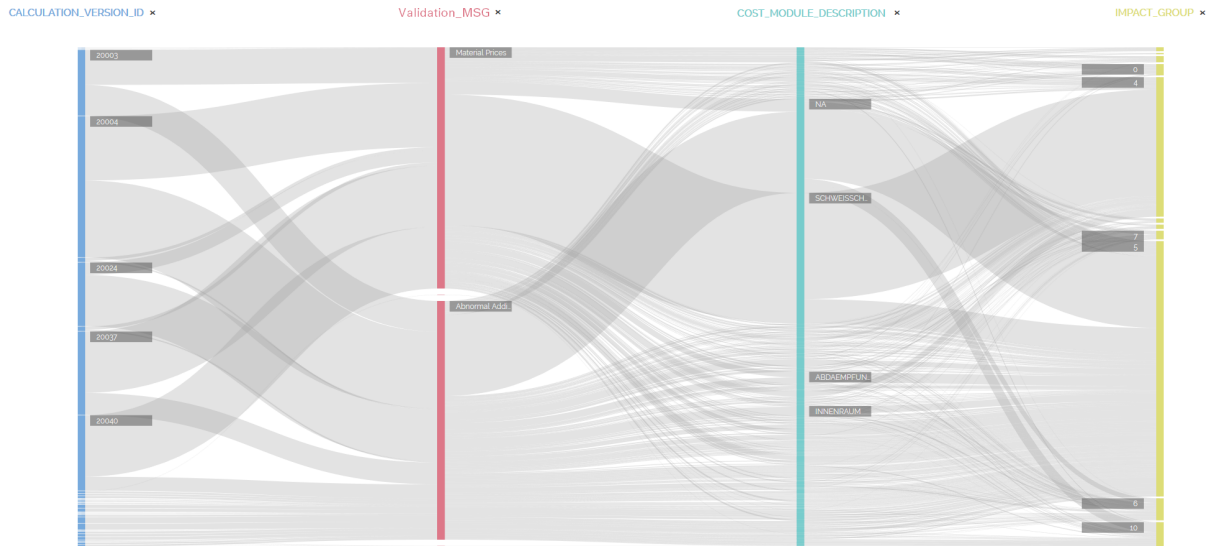 CALCULATION_VERSION_ID ×
Validation_MSG ×
COST_MODULE_DESCRIPTION ×
IMPACT_GROUP ×
20003
20004
20024
20037
20040
Material Prices
Abnormal Addi
NA
SCHWEISSCH...
ABDAEMPFUN...
INNENRAUM ...
0
4
7
5
6
10